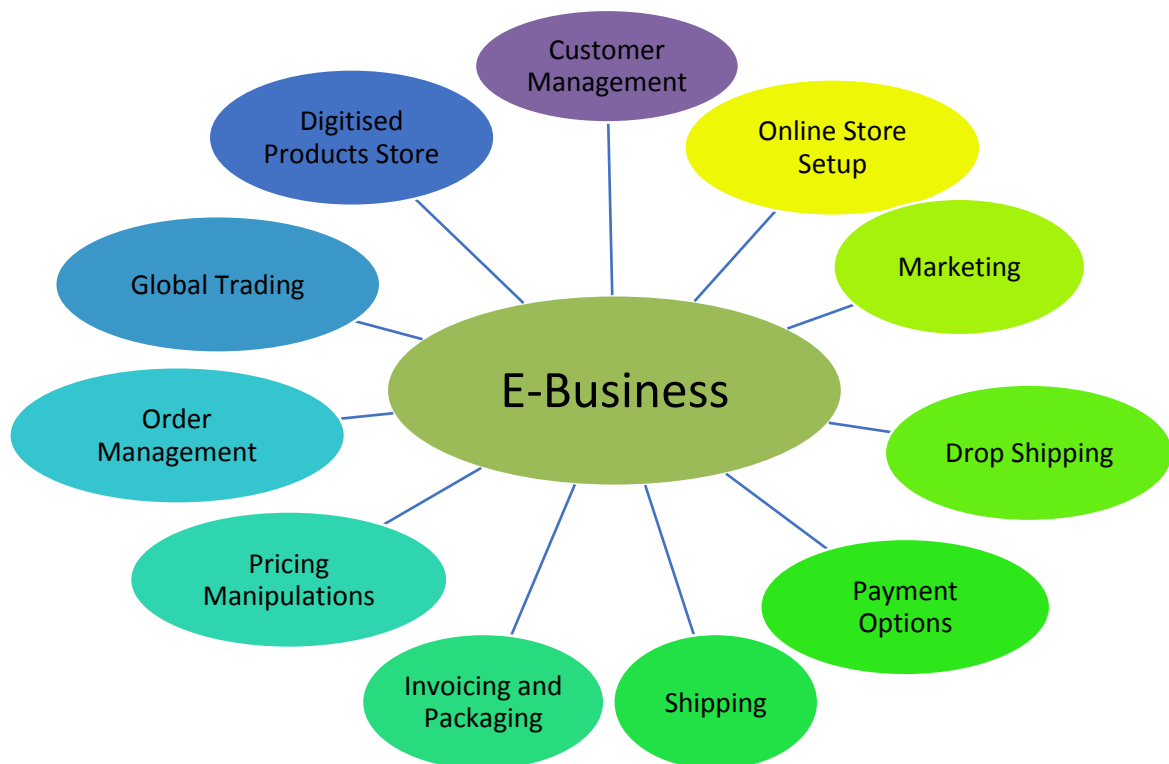 Customer
Management
Online Store
Setup
Marketing
Drop Shipping
Payment
Options
Shipping
Invoicing and
Packaging
Pricing
Manipulations
Order
Management
Global Trading
Digitised
Products Store
E-Business